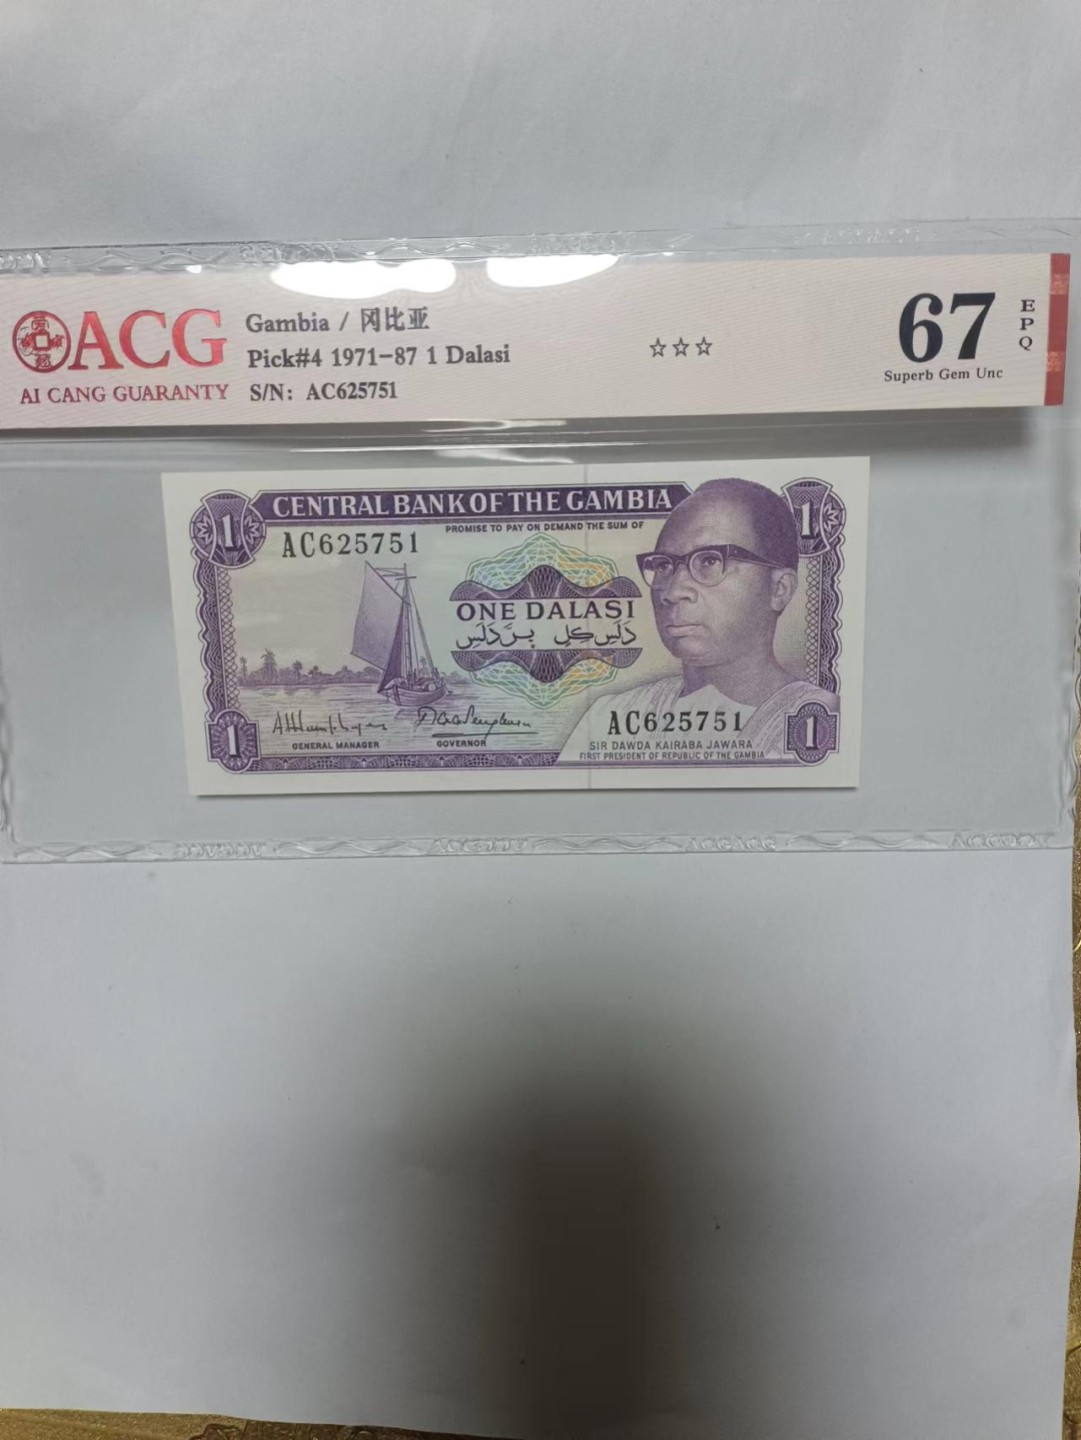 ACG
AI CANG GUARANTY
Gambia / 冈比亚
Pick#4 1971-87 1 Dalasi
S/N: AC625751
☆☆☆
67
EPQ
Superb Gem Unc
1
CENTRAL BANK OF THE GAMBIA
1
PROMISE TO PAY ON DEMAND THE SUM OF
AC625751
ONE DALASI
AC625751
GENERAL MANAGER
GOVERNOR
SIR DAWDA KAIRABA JAWARA
FIRST PRESIDENT OF REPUBLIC OF THE GAMBIA
1
1